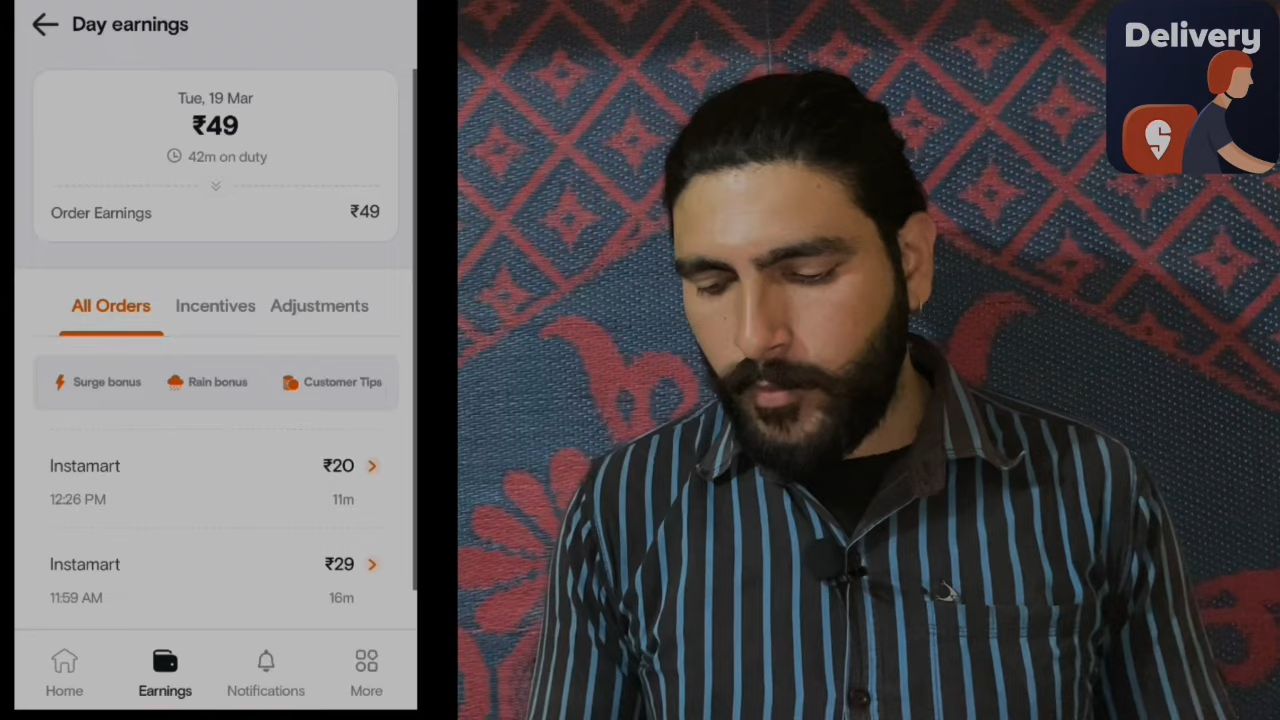 Day earnings
Tue, 19 Mar
₹49
42m on duty
Order Earnings ₹49
All Orders Incentives Adjustments
Surge bonus Rain bonus Customer Tips
Instamart ₹20
12:26 PM 11m
Instamart ₹29
11:59 AM 16m
Home Earnings Notifications More
Delivery